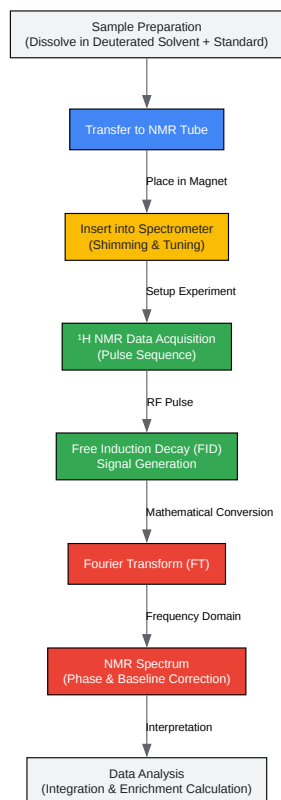 Sample Preparation
(Dissolve in Deuterated Solvent + Standard)
Transfer to NMR Tube
Place in Magnet
Insert into Spectrometer
(Shimming & Tuning)
Setup Experiment
¹H NMR Data Acquisition
(Pulse Sequence)
RF Pulse
Free Induction Decay (FID)
Signal Generation
Mathematical Conversion
Fourier Transform (FT)
Frequency Domain
NMR Spectrum
(Phase & Baseline Correction)
Interpretation
Data Analysis
(Integration & Enrichment Calculation)